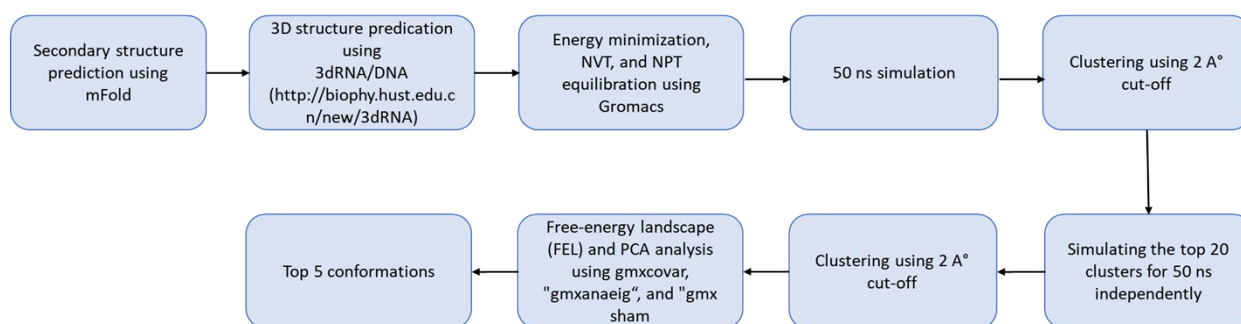 Secondary structure
prediction using
mFold
3D structure predication
using
3dRNA/DNA
(http://biophy.hust.edu.c
n/new/3dRNA)
Energy minimization,
NVT, and NPT
equilibration using
Gromacs
50 ns simulation
Clustering using 2 A°
cut-off
Simulating the top 20
clusters for 50 ns
independently
Clustering using 2 A°
cut-off
Free-energy landscape
(FEL) and PCA analysis
using gmxcovar,
"gmxanaeig“, and "gmx
sham
Top 5 conformations